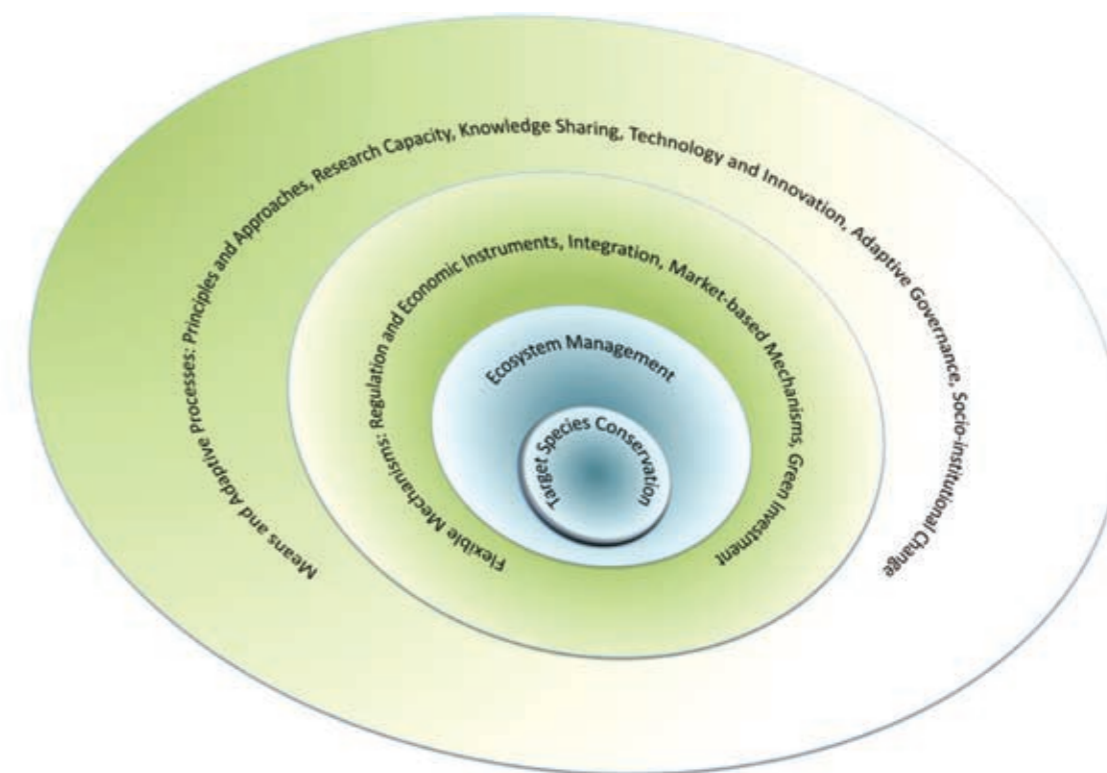 Means and Adaptive Processes: Principles and Approaches, Research Capacity, Knowledge Sharing, Technology and Innovation, Adaptive Governance, Socio-institutional Change
Flexible Mechanisms: Regulation and Economic Instruments, Integration, Market-based Mechanisms, Green Investment
Ecosystem Management
Target Species Conservation